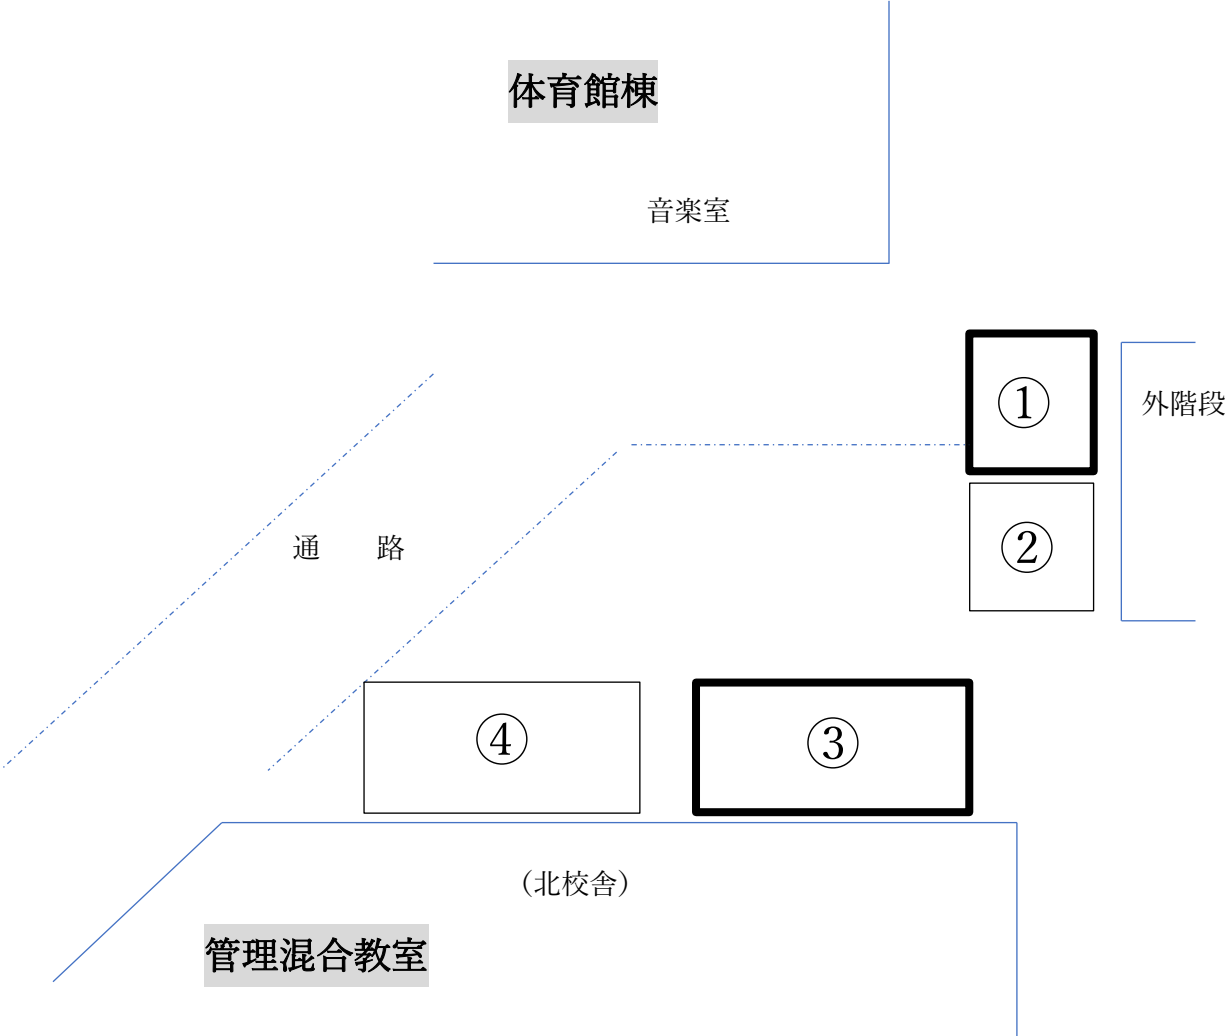 体育館棟
音楽室
①
外階段
通　路
②
④
③
（北校舎）
管理混合教室